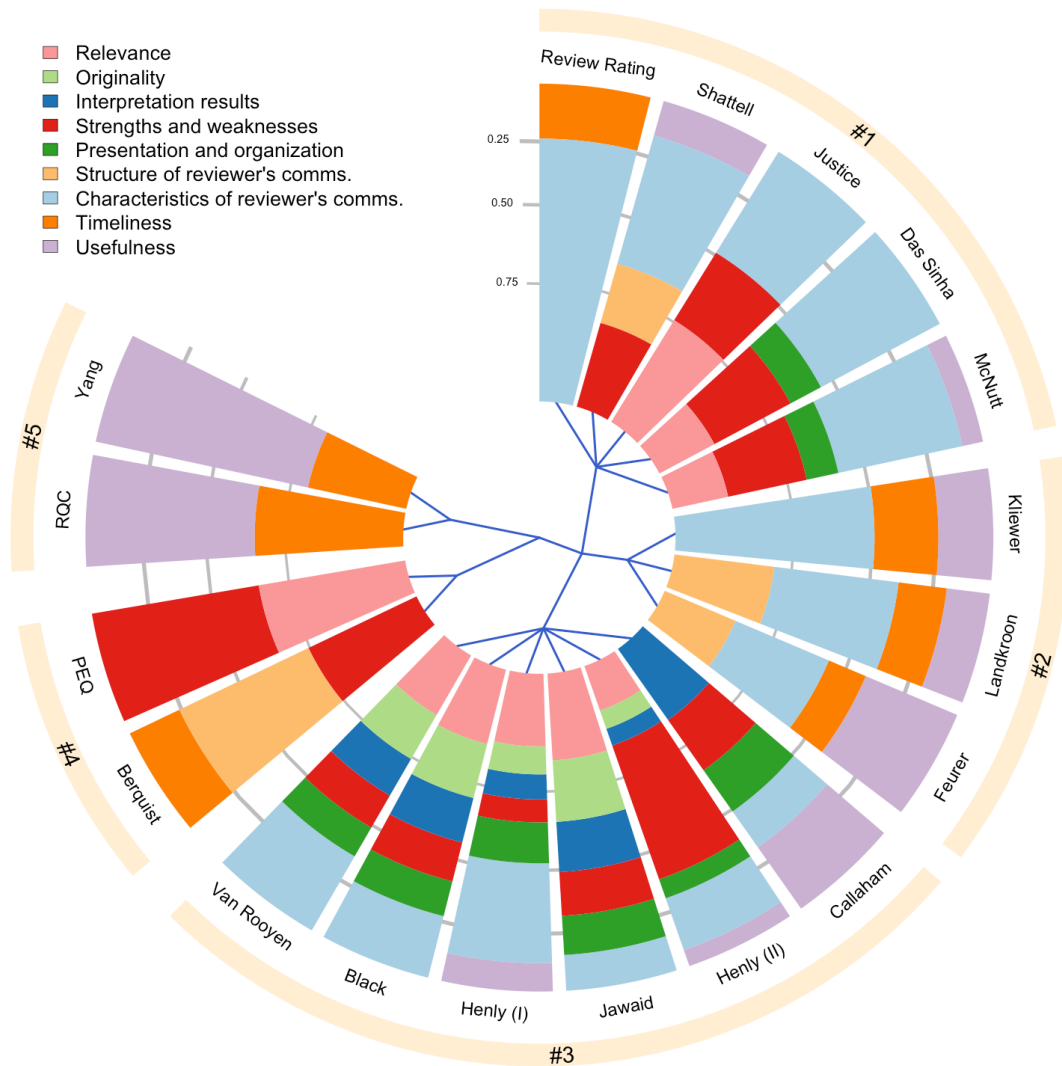 Relevance
Originality
Interpretation results
Strengths and weaknesses
Presentation and organization
Structure of reviewer's comms.
Characteristics of reviewer's comms.
Timeliness
Usefulness
0.25
0.50
0.75
Review Rating
Shattell
Justice
Das Sinha
McNutt
#1
Kliewer
Landkroon
Feurer
#2
Callaham
Henly (II)
Jawaid
Henly (I)
Black
Van Rooyen
#3
Berquist
PEQ
#4
RQC
Yang
#5